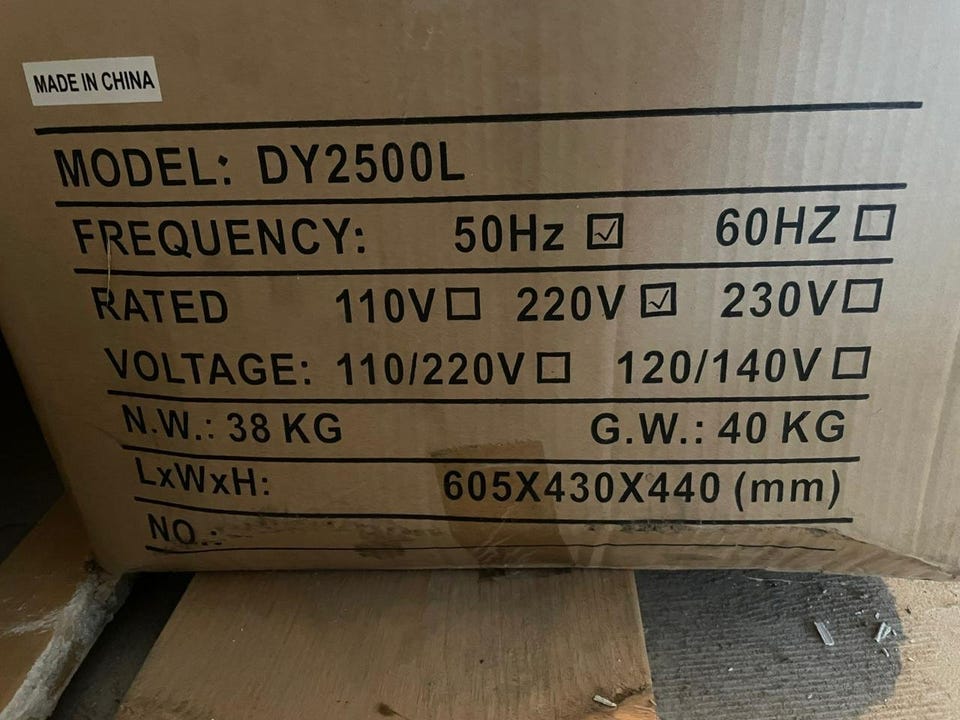 MADE IN CHINA
MODEL: DY2500L
FREQUENCY: 50Hz ☑ 60HZ ☐
RATED 110V ☐ 220V ☑ 230V ☐
VOLTAGE: 110/220V ☐ 120/140V ☐
N.W.: 38 KG G.W.: 40 KG
LxWxH: 605X430X440 (mm)
NO.: